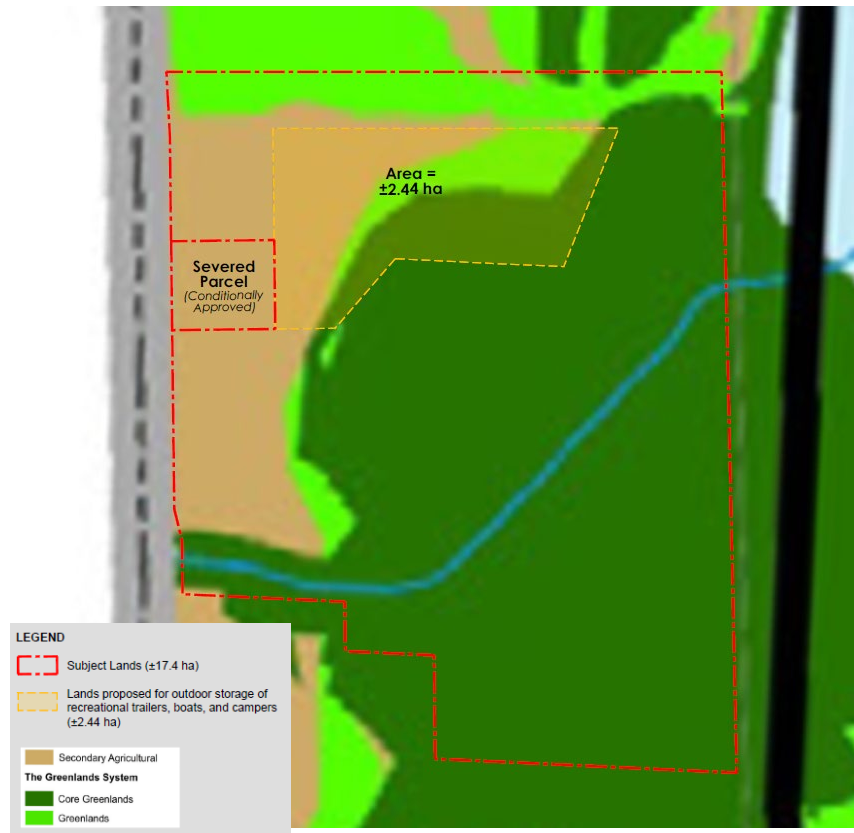 Area =
±2.44 ha
Severed
Parcel
(Conditionally
Approved)
LEGEND
Subject Lands (±17.4 ha)
Lands proposed for outdoor storage of
recreational trailers, boats, and campers
(±2.44 ha)
Secondary Agricultural
The Greenlands System
Core Greenlands
Greenlands